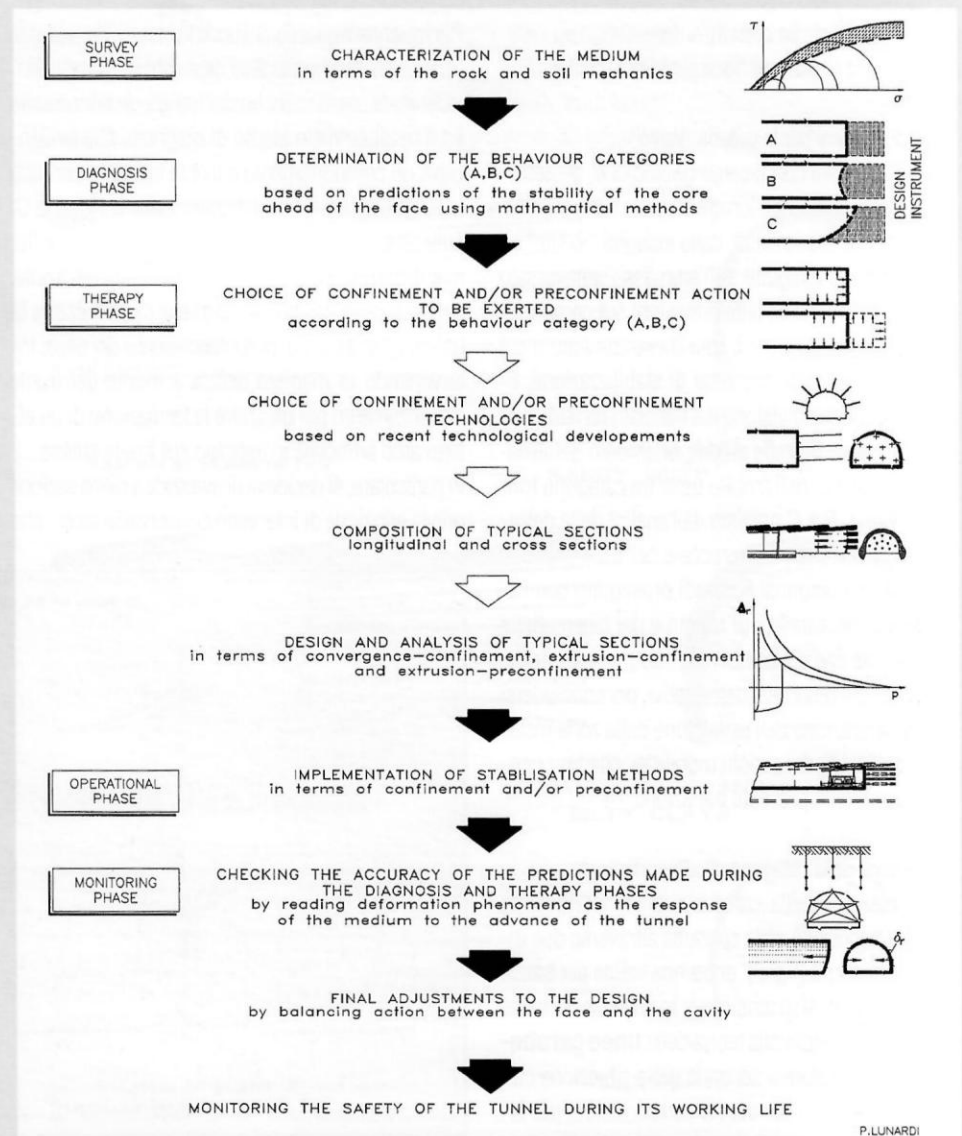 SURVEY
PHASE
CHARACTERIZATION OF THE MEDIUM
in terms of the rock and soil mechanics
τ
σ
DIAGNOSIS
PHASE
DETERMINATION OF THE BEHAVIOUR CATEGORIES
(A,B,C)
based on predictions of the stability of the core
ahead of the face using mathematical methods
B
C
DESIGN
INSTRUMENT
THERAPY
PHASE
CHOICE OF CONFINEMENT AND/OR PRECONFINEMENT ACTION
TO BE EXERTED
according to the behaviour category (A,B,C)
CHOICE OF CONFINEMENT AND/OR PRECONFINEMENT
TECHNOLOGIES
based on recent technological developements
COMPOSITION OF TYPICAL SECTIONS
longitudinal and cross sections
DESIGN AND ANALYSIS OF TYPICAL SECTIONS
in terms of convergence-confinement, extrusion-confinement
and extrusion-preconfinement
Δr
P
OPERATIONAL
PHASE
IMPLEMENTATION OF STABILISATION METHODS
in terms of confinement and/or preconfinement
MONITORING
PHASE
CHECKING THE ACCURACY OF THE PREDICTIONS MADE DURING
THE DIAGNOSIS AND THERAPY PHASES
by reading deformation phenomena as the response
of the medium to the advance of the tunnel
δr
FINAL ADJUSTMENTS TO THE DESIGN
by balancing action between the face and the cavity
MONITORING THE SAFETY OF THE TUNNEL DURING ITS WORKING LIFE
P.LUNARDI